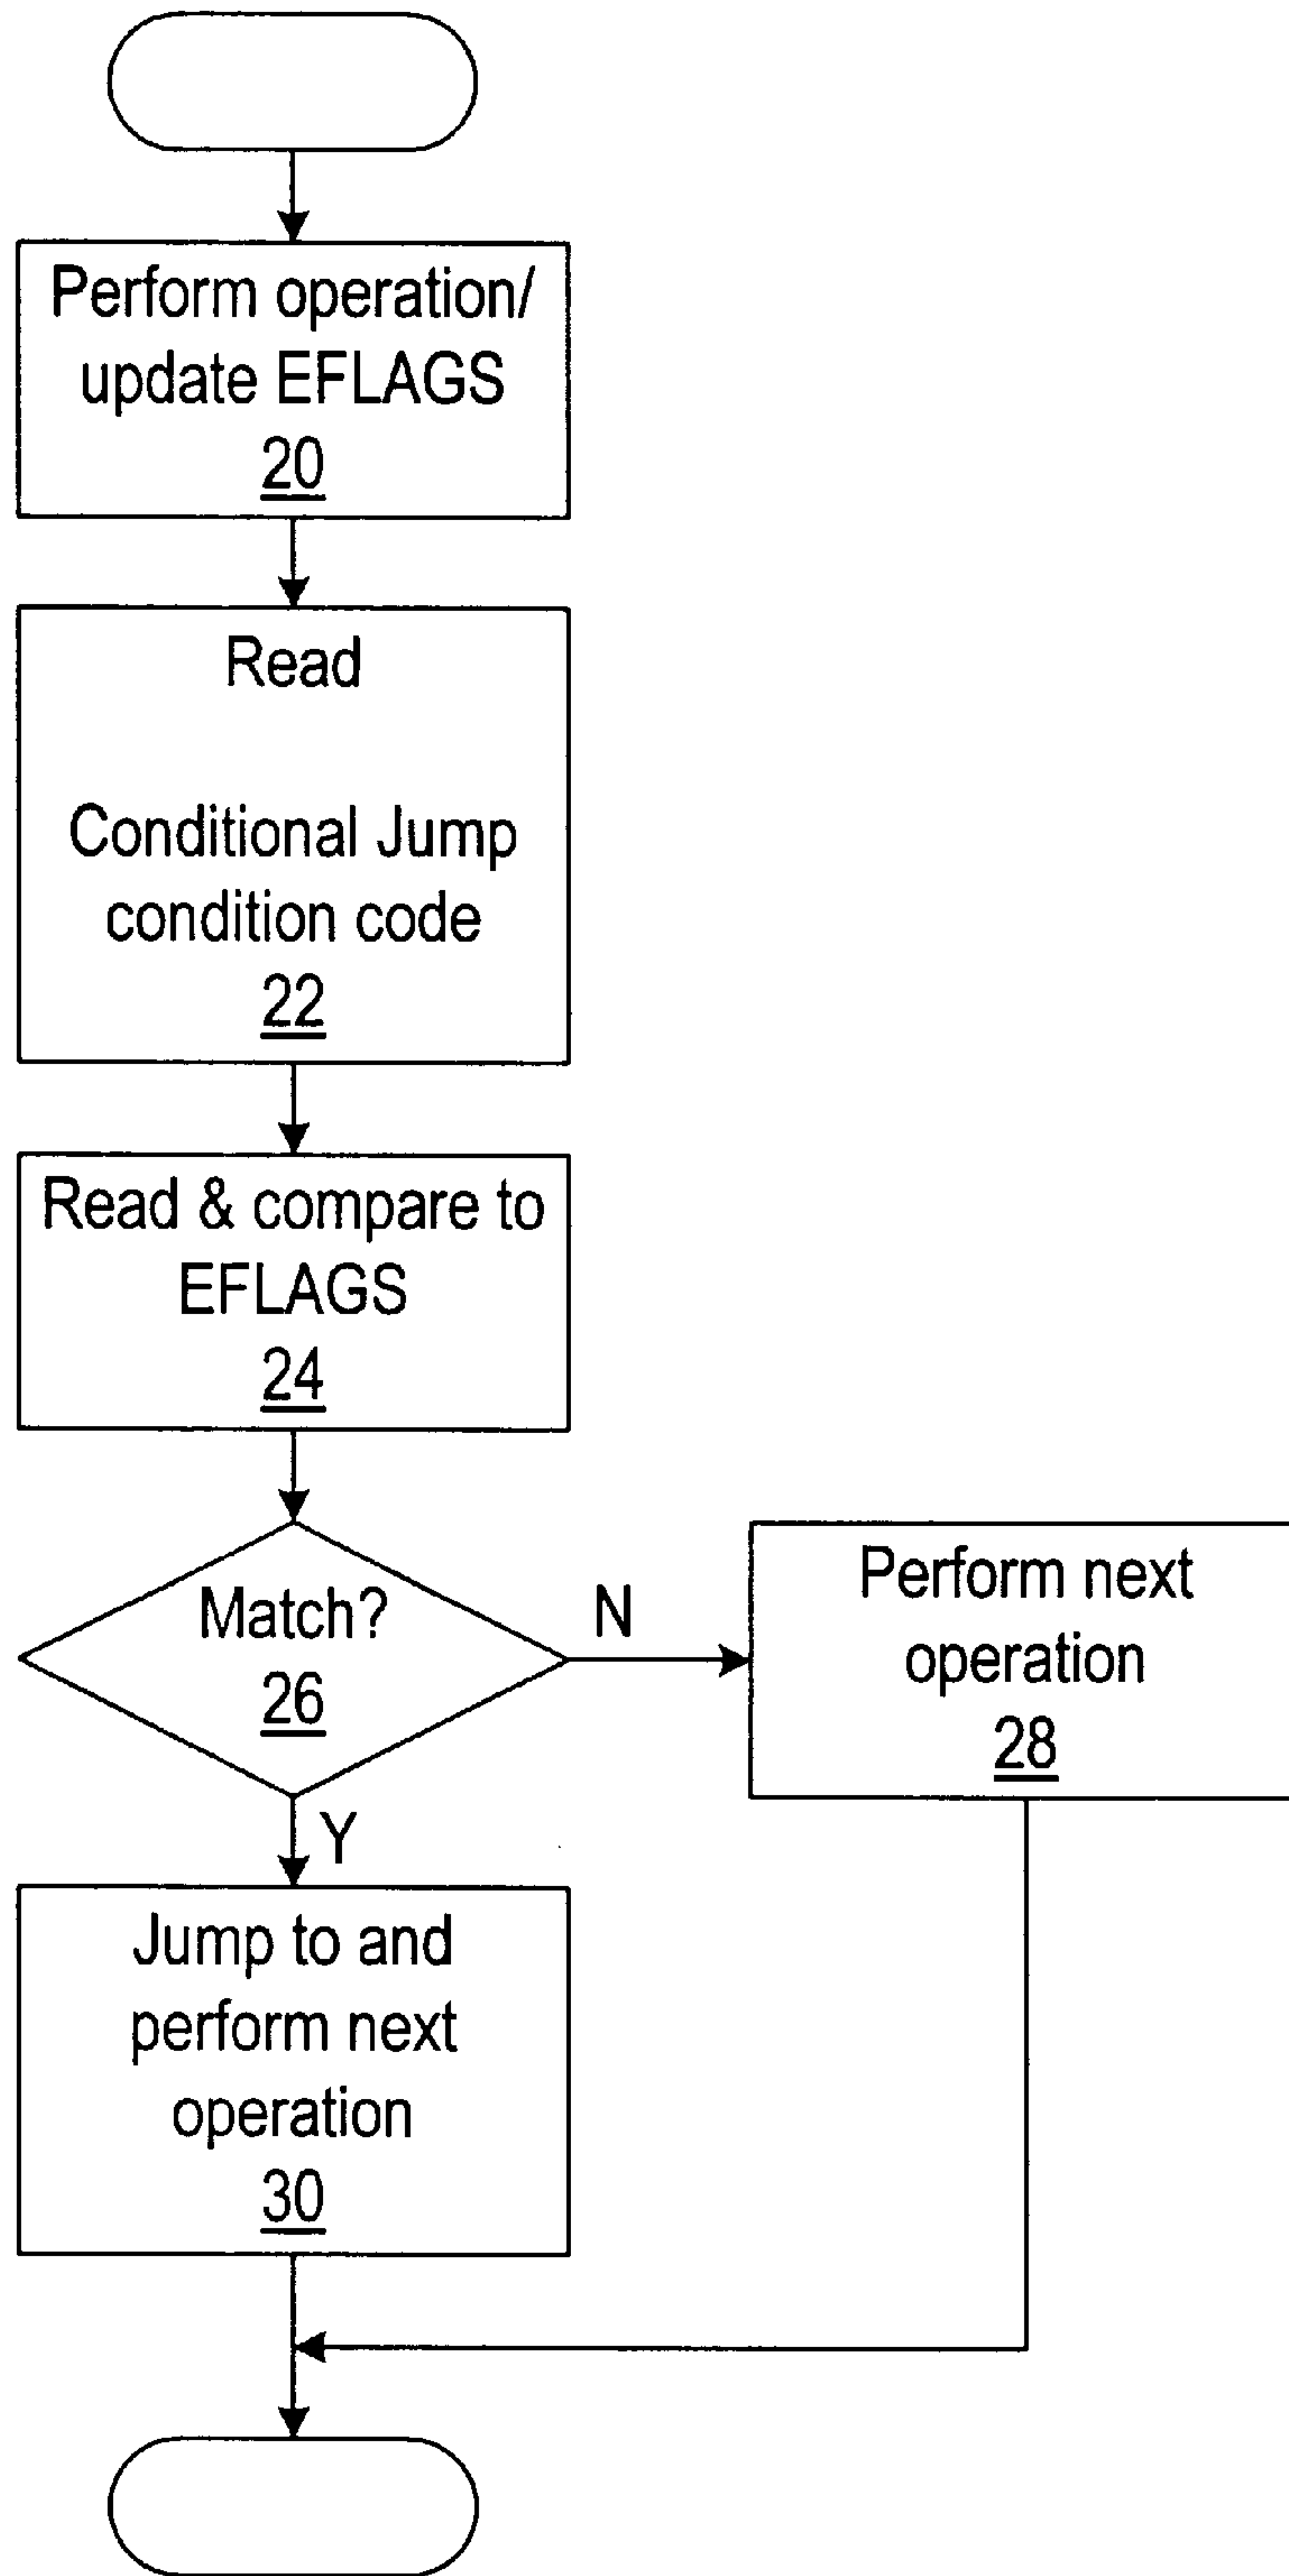 Perform operation/
update EFLAGS
20
Read
Conditional Jump
condition code
22
Read & compare to
EFLAGS
24
Match?
26
N
Perform next
operation
28
Y
Jump to and
perform next
operation
30